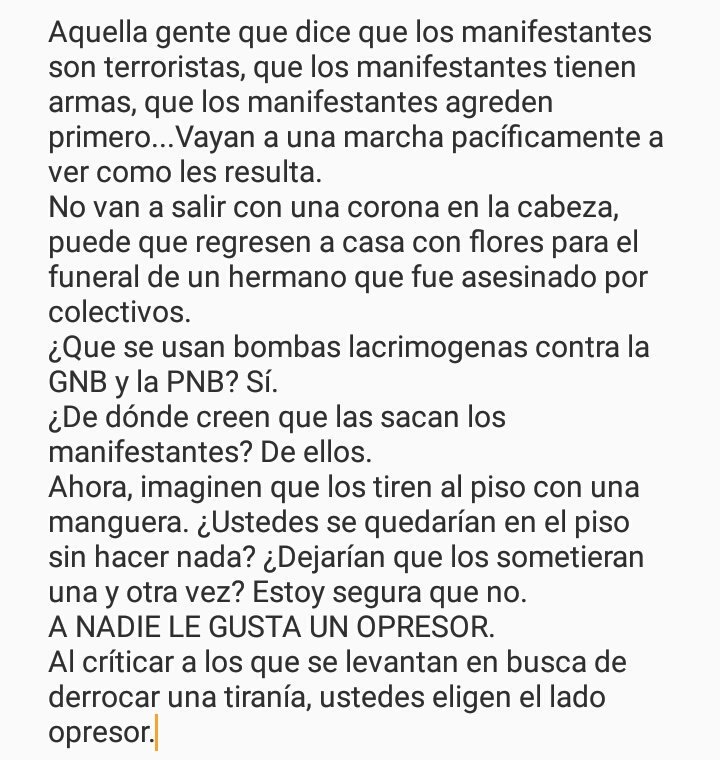 Aquella gente que dice que los manifestantes
son terroristas, que los manifestantes tienen
armas, que los manifestantes agreden
primero...Vayan a una marcha pacíficamente a
ver como les resulta.
No van a salir con una corona en la cabeza,
puede que regresen a casa con flores para el
funeral de un hermano que fue asesinado por
colectivos.
¿Que se usan bombas lacrimogenas contra la
GNB y la PNB? Sí.
¿De dónde creen que las sacan los
manifestantes? De ellos.
Ahora, imaginen que los tiren al piso con una
manguera. ¿Ustedes se quedarían en el piso
sin hacer nada? ¿Dejarían que los sometieran
una y otra vez? Estoy segura que no.
A NADIE LE GUSTA UN OPRESOR.
Al críticar a los que se levantan en busca de
derrocar una tiranía, ustedes eligen el lado
opresor.